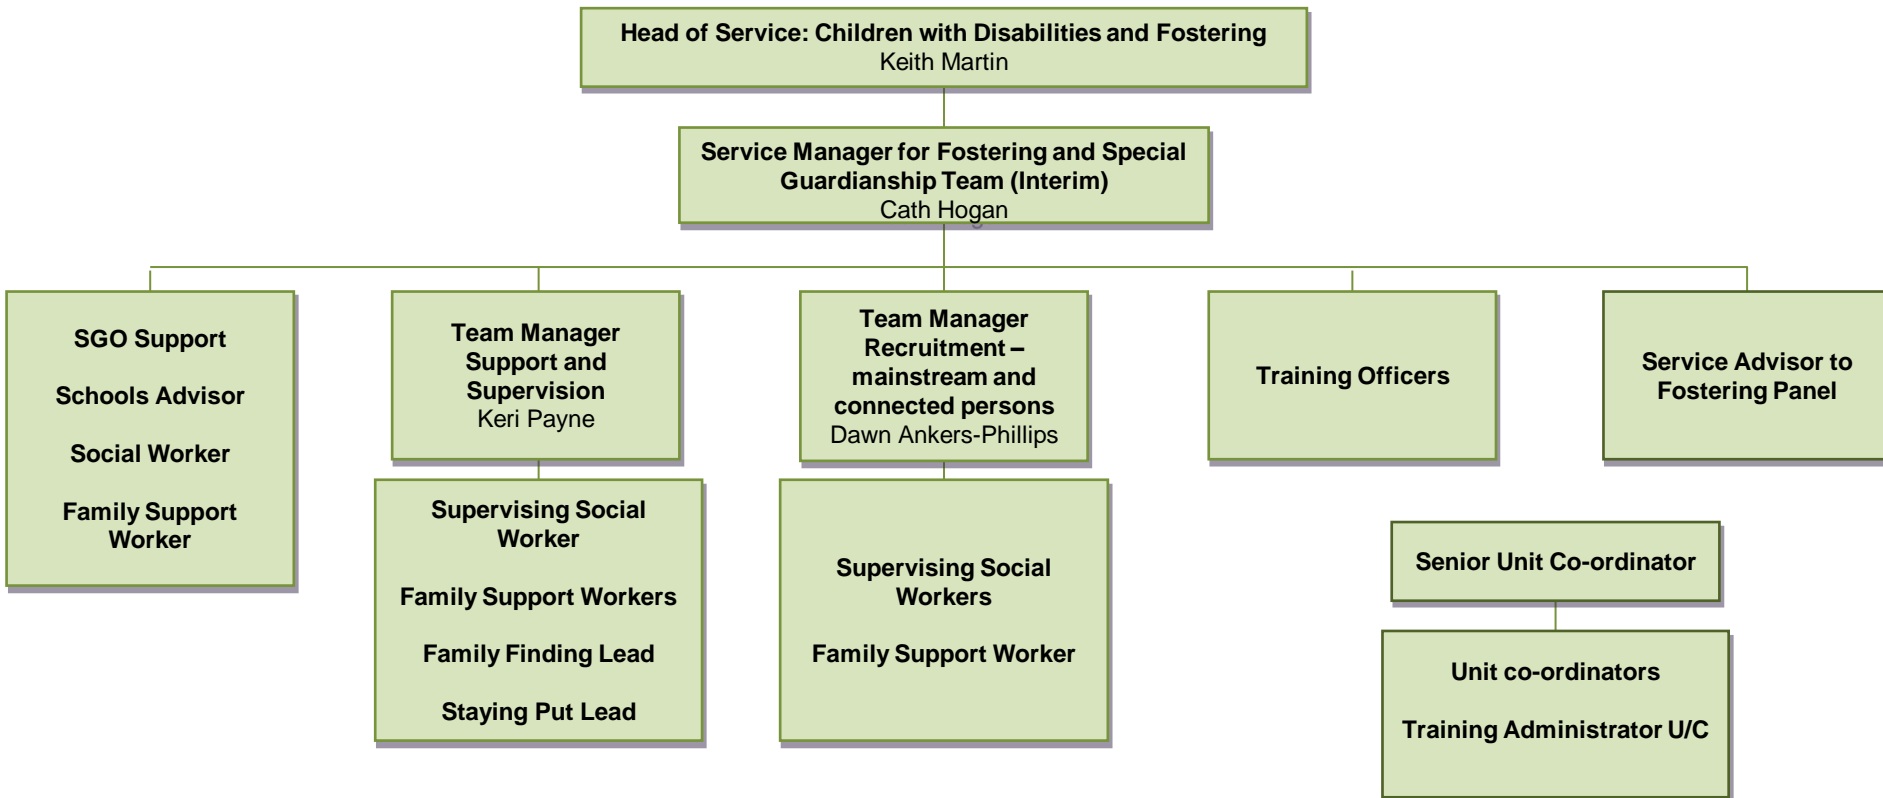 Head of Service: Children with Disabilities and Fostering
Keith Martin
Service Manager for Fostering and Special
Guardianship Team (Interim)
Cath Hogan
SGO Support
Schools Advisor
Social Worker
Family Support
Worker
Team Manager
Support and
Supervision
Keri Payne
Supervising Social
Worker
Family Support Workers
Family Finding Lead
Staying Put Lead
Team Manager
Recruitment –
mainstream and
connected persons
Dawn Ankers-Phillips
Supervising Social
Workers
Family Support Worker
Training Officers
Service Advisor to
Fostering Panel
Senior Unit Co-ordinator
Unit co-ordinators
Training Administrator U/C